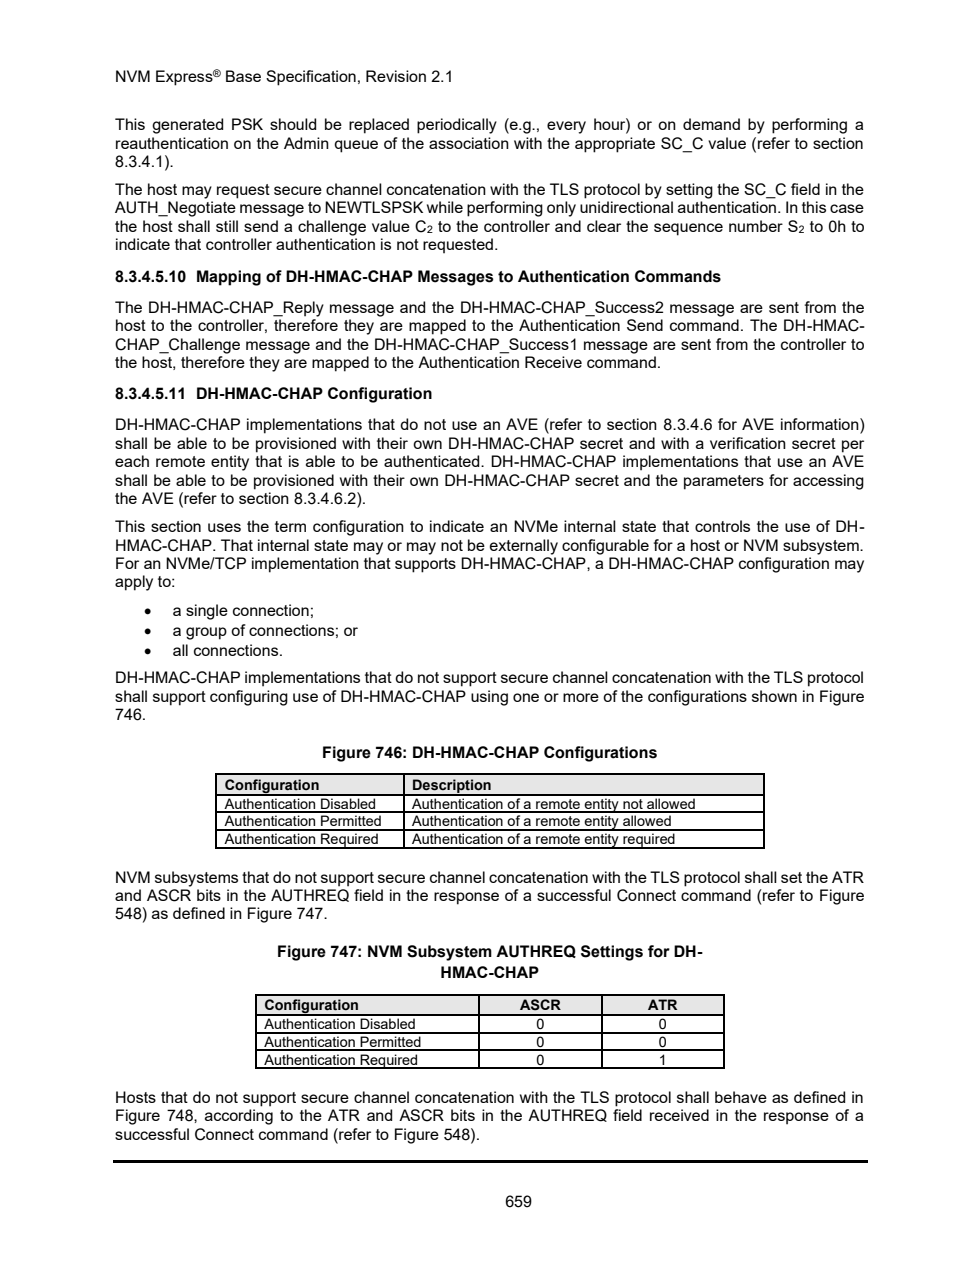 NVM Express® Base Specification, Revision 2.1
This generated PSK should be replaced periodically (e.g., every hour) or on demand by performing a
reauthentication on the Admin queue of the association with the appropriate SC_C value (refer to section
8.3.4.1).
The host may request secure channel concatenation with the TLS protocol by setting the SC_C field in the
AUTH_Negotiate message to NEWTLSPSK while performing only unidirectional authentication. In this case
the host shall still send a challenge value C2 to the controller and clear the sequence number S2 to 0h to
indicate that controller authentication is not requested.
8.3.4.5.10 Mapping of DH-HMAC-CHAP Messages to Authentication Commands
The DH-HMAC-CHAP_Reply message and the DH-HMAC-CHAP_Success2 message are sent from the
host to the controller, therefore they are mapped to the Authentication Send command. The DH-HMAC-
CHAP_Challenge message and the DH-HMAC-CHAP_Success1 message are sent from the controller to
the host, therefore they are mapped to the Authentication Receive command.
8.3.4.5.11 DH-HMAC-CHAP Configuration
DH-HMAC-CHAP implementations that do not use an AVE (refer to section 8.3.4.6 for AVE information)
shall be able to be provisioned with their own DH-HMAC-CHAP secret and with a verification secret per
each remote entity that is able to be authenticated. DH-HMAC-CHAP implementations that use an AVE
shall be able to be provisioned with their own DH-HMAC-CHAP secret and the parameters for accessing
the AVE (refer to section 8.3.4.6.2).
This section uses the term configuration to indicate an NVMe internal state that controls the use of DH-
HMAC-CHAP. That internal state may or may not be externally configurable for a host or NVM subsystem.
For an NVMe/TCP implementation that supports DH-HMAC-CHAP, a DH-HMAC-CHAP configuration may
apply to:
• a single connection;
• a group of connections; or
• all connections.
DH-HMAC-CHAP implementations that do not support secure channel concatenation with the TLS protocol
shall support configuring use of DH-HMAC-CHAP using one or more of the configurations shown in Figure
746.
Figure 746: DH-HMAC-CHAP Configurations
Configuration Description
Authentication Disabled Authentication of a remote entity not allowed
Authentication Permitted Authentication of a remote entity allowed
Authentication Required Authentication of a remote entity required
NVM subsystems that do not support secure channel concatenation with the TLS protocol shall set the ATR
and ASCR bits in the AUTHREQ field in the response of a successful Connect command (refer to Figure
548) as defined in Figure 747.
Figure 747: NVM Subsystem AUTHREQ Settings for DH-
HMAC-CHAP
Configuration ASCR ATR
Authentication Disabled 0 0
Authentication Permitted 0 0
Authentication Required 0 1
Hosts that do not support secure channel concatenation with the TLS protocol shall behave as defined in
Figure 748, according to the ATR and ASCR bits in the AUTHREQ field received in the response of a
successful Connect command (refer to Figure 548).
659